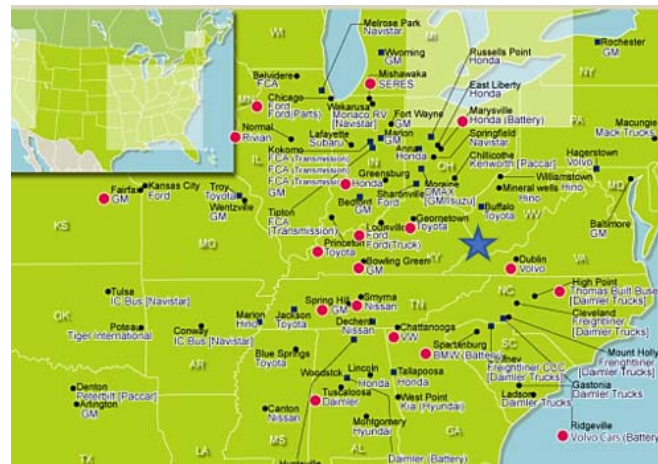 WI
Melrose Park
Navistar
MI
Wyoming
GM
Russells Point
Honda
Rochester
GM
NY
Belvidere
FCA
Mishawaka
SERES
East Liberty
Honda
MN
Chicago
Ford
Ford(Parts)
Wakarusa
Monaco RV
[Navistar]
Fort Wayne
GM
Marysville
Honda (Battery)
PA
Macungie
Mack Trucks
Normal
Rivian
Lafayette
Subaru
Marion
GM
Anna
Honda
Springfield
Navistar
IL
IN
OH
Kokomo
FCA (Transmission)
FCA (Transmission)
FCA (Transmission)
GM
Greensburg
Honda
Chillicothe
Kenworth [Paccar]
Hagerstown
Volvo
Moraine
DMAX
[GM/Isuzu]
Williamstown
Hino
MD
Fairfax
GM
Kansas City
Ford
Troy
Toyota
Wentzville
GM
Bedford
GM
Sharonville
Ford
Mineral wells
Hino
Buffalo
Toyota
WV
Baltimore
GM
KS
MO
Tipton
FCA
(Transmission)
Louisville
Ford
Ford(Truck)
Georgetown
Toyota
Princeton
Toyota
KY
VA
Bowling Green
GM
Dublin
Volvo
Tulsa
IC Bus [Navistar]
Spring Hill
GM
Smyrna
Nissan
TN
NC
High Point
Thomas Built Buse
[Daimler Trucks]
Cleveland
Freightliner
[Daimler Trucks]
OK
Poteau
Tiger International
Conway
IC Bus [Navistar]
Marion
Hino
Jackson
Toyota
Decherd
Nissan
Chattanooga
VW
AR
Spartanburg
BMW (Battery)
SC
Mount Holly
Freightliner
[Daimler Trucks]
Blue Springs
Toyota
Lincoln
Honda
Tallapoosa
Honda
Freightliner CCC
[Daimler Trucks]
Gastonia
Daimler Trucks
Denton
Peterbilt [Paccar]
Arlington
GM
Tuscaloosa
Daimler
West Point
Kia (Hyundai)
Ladson
Daimler Trucks
Canton
Nissan
Montgomery
Hyundai
Ridgeville
Volvo Cars (Battery)
TX
LA
MS
AL
GA
Daimler (Battery)